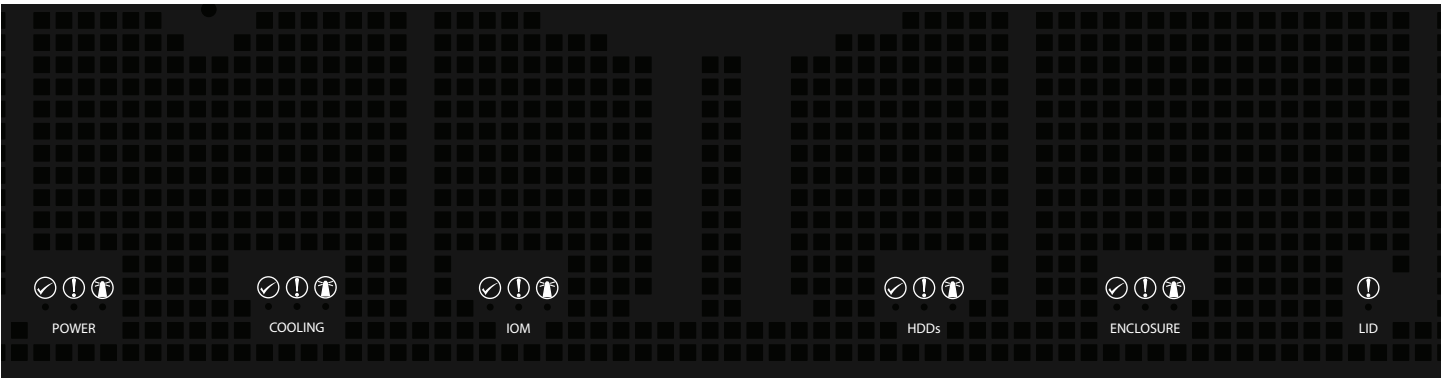 POWER
COOLING
IOM
HDDs
ENCLOSURE
LID